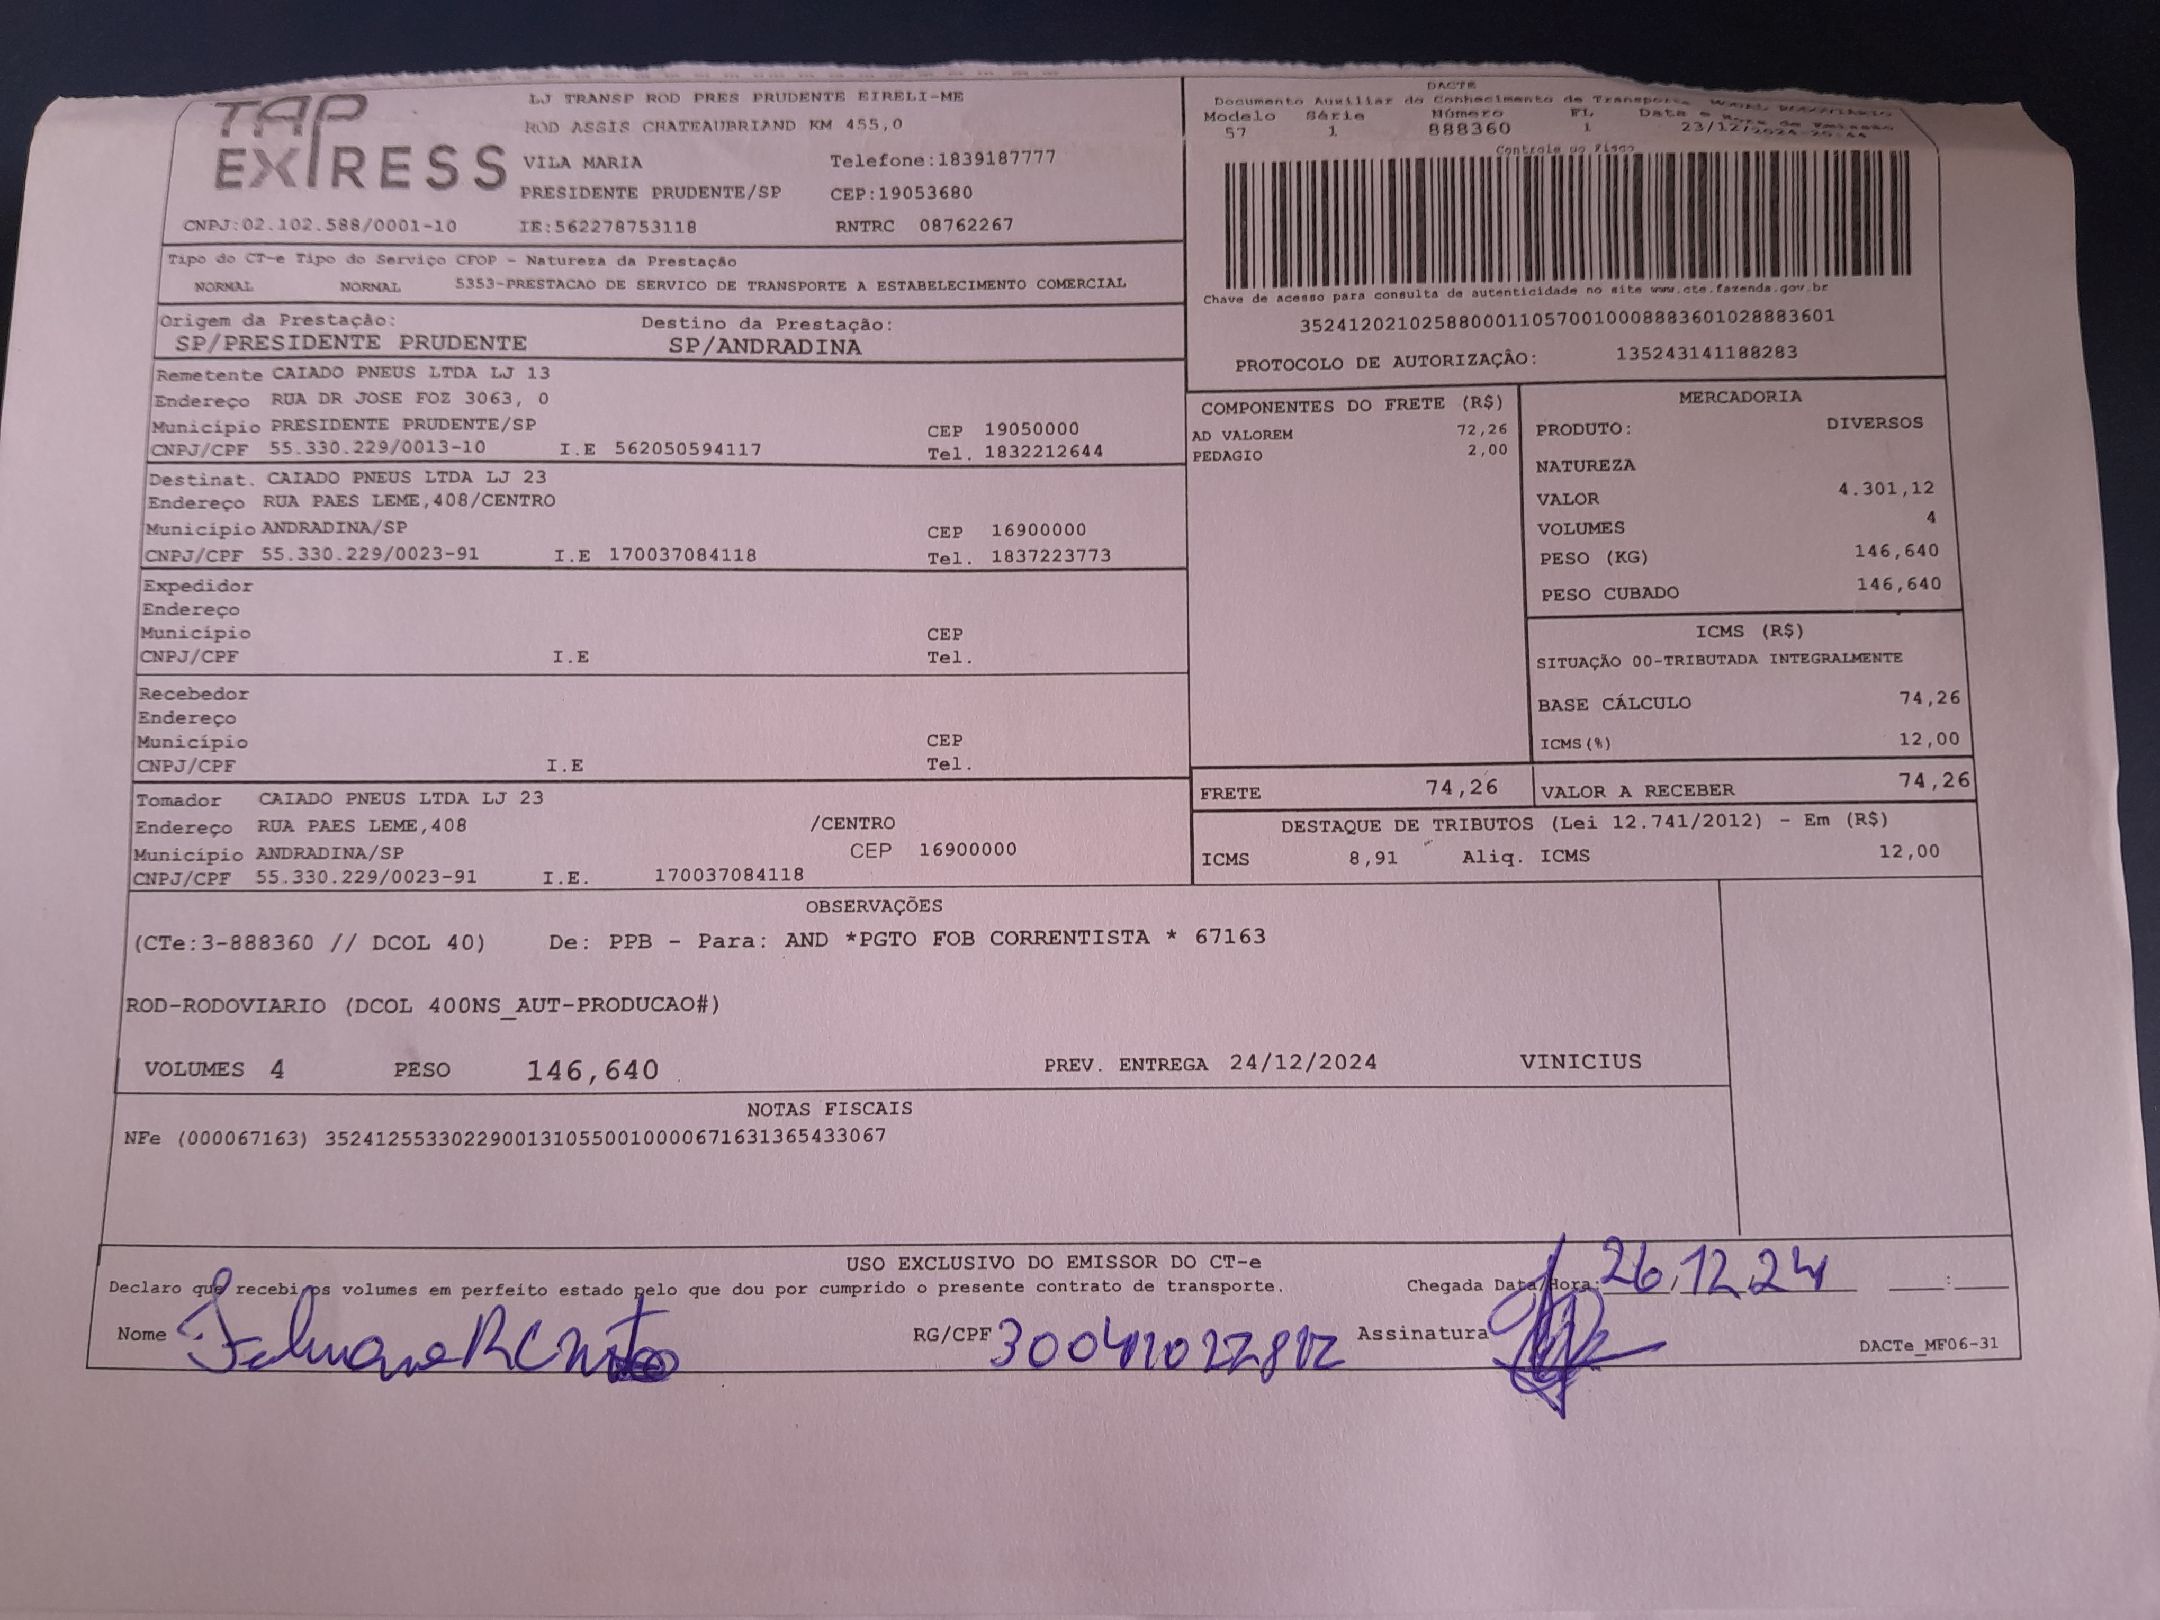 TAP EXPRESS
LJ TRANSP ROD PRES PRUDENTE EIRELI-ME
ROD ASSIS CHATEAUBRIAND KM 455,0
VILA MARIA Telefone:1839187777
PRESIDENTE PRUDENTE/SP CEP:19053680
CNPJ:02.102.588/0001-10 IE:562278753118 RNTRC 08762267
DACTE
Documento Auxiliar do Conhecimento de Transporte
Modelo Série Número FL Data e Hora de Emissão
57 1 888360 1 23/12/2024
Controle do Fisco
Chave de acesso para consulta de autenticidade no site www.cte.fazenda.gov.br
35241202102588000110570010008883601028883601
PROTOCOLO DE AUTORIZAÇÃO: 135243141188283
Tipo do CT-e Tipo do Serviço CFOP - Natureza da Prestação
NORMAL NORMAL 5353-PRESTACAO DE SERVICO DE TRANSPORTE A ESTABELECIMENTO COMERCIAL
Origem da Prestação: Destino da Prestação:
SP/PRESIDENTE PRUDENTE SP/ANDRADINA
Remetente CAIADO PNEUS LTDA LJ 13
Endereço RUA DR JOSE FOZ 3063, 0
Município PRESIDENTE PRUDENTE/SP CEP 19050000
CNPJ/CPF 55.330.229/0013-10 I.E 562050594117 Tel. 1832212644
Destinat. CAIADO PNEUS LTDA LJ 23
Endereço RUA PAES LEME,408/CENTRO
Município ANDRADINA/SP CEP 16900000
CNPJ/CPF 55.330.229/0023-91 I.E 170037084118 Tel. 1837223773
Expedidor
Endereço
Município CEP
CNPJ/CPF I.E Tel.
Recebedor
Endereço
Município CEP
CNPJ/CPF I.E Tel.
Tomador CAIADO PNEUS LTDA LJ 23
Endereço RUA PAES LEME,408 /CENTRO
Município ANDRADINA/SP CEP 16900000
CNPJ/CPF 55.330.229/0023-91 I.E. 170037084118
COMPONENTES DO FRETE (R$)
AD VALOREM 72,26
PEDAGIO 2,00
MERCADORIA
PRODUTO: DIVERSOS
NATUREZA
VALOR 4.301,12
VOLUMES 4
PESO (KG) 146,640
PESO CUBADO 146,640
ICMS (R$)
SITUAÇÃO 00-TRIBUTADA INTEGRALMENTE
BASE CÁLCULO 74,26
ICMS(%) 12,00
FRETE 74,26 VALOR A RECEBER 74,26
DESTAQUE DE TRIBUTOS (Lei 12.741/2012) - Em (R$)
ICMS 8,91 Aliq. ICMS 12,00
OBSERVAÇÕES
(CTe:3-888360 // DCOL 40) De: PPB - Para: AND *PGTO FOB CORRENTISTA * 67163
ROD-RODOVIARIO (DCOL 400NS_AUT-PRODUCAO#)
VOLUMES 4 PESO 146,640 PREV. ENTREGA 24/12/2024 VINICIUS
NOTAS FISCAIS
NFe (000067163) 35241255330229001310550010000671631365433067
USO EXCLUSIVO DO EMISSOR DO CT-e
Declaro que recebi os volumes em perfeito estado pelo que dou por cumprido o presente contrato de transporte. Chegada Data/Hora: 26/12/24 :
Nome RG/CPF Assinatura DACTe_MF06-31